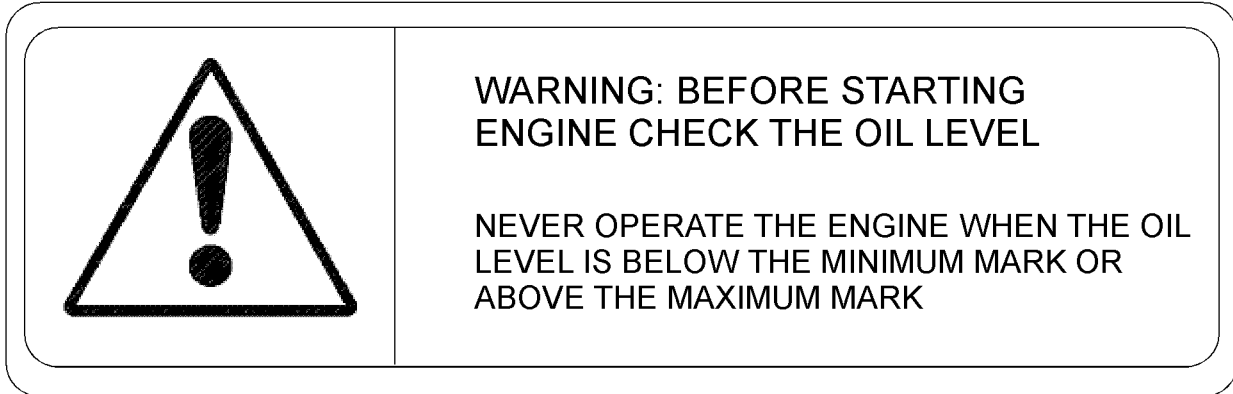 WARNING: BEFORE STARTING
ENGINE CHECK THE OIL LEVEL
NEVER OPERATE THE ENGINE WHEN THE OIL
LEVEL IS BELOW THE MINIMUM MARK OR
ABOVE THE MAXIMUM MARK